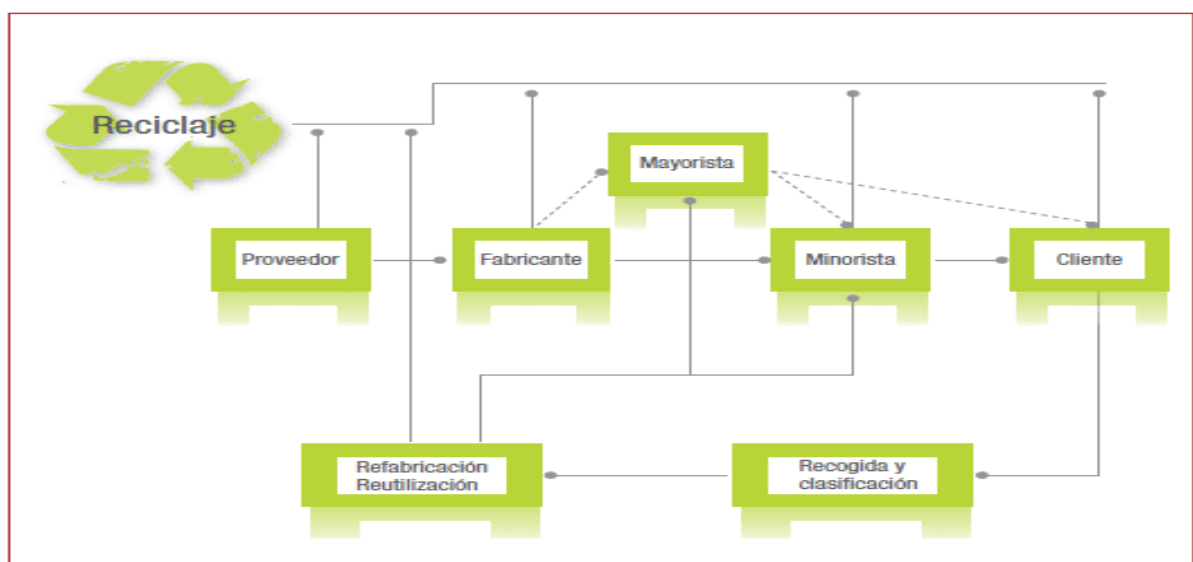 Reciclaje
Mayorista
Proveedor
Fabricante
Minorista
Cliente
Refabricación
Reutilización
Recogida y
clasificación